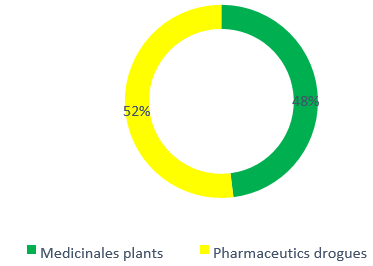 48%
52%
Medicinales plants
Pharmaceutics drogues